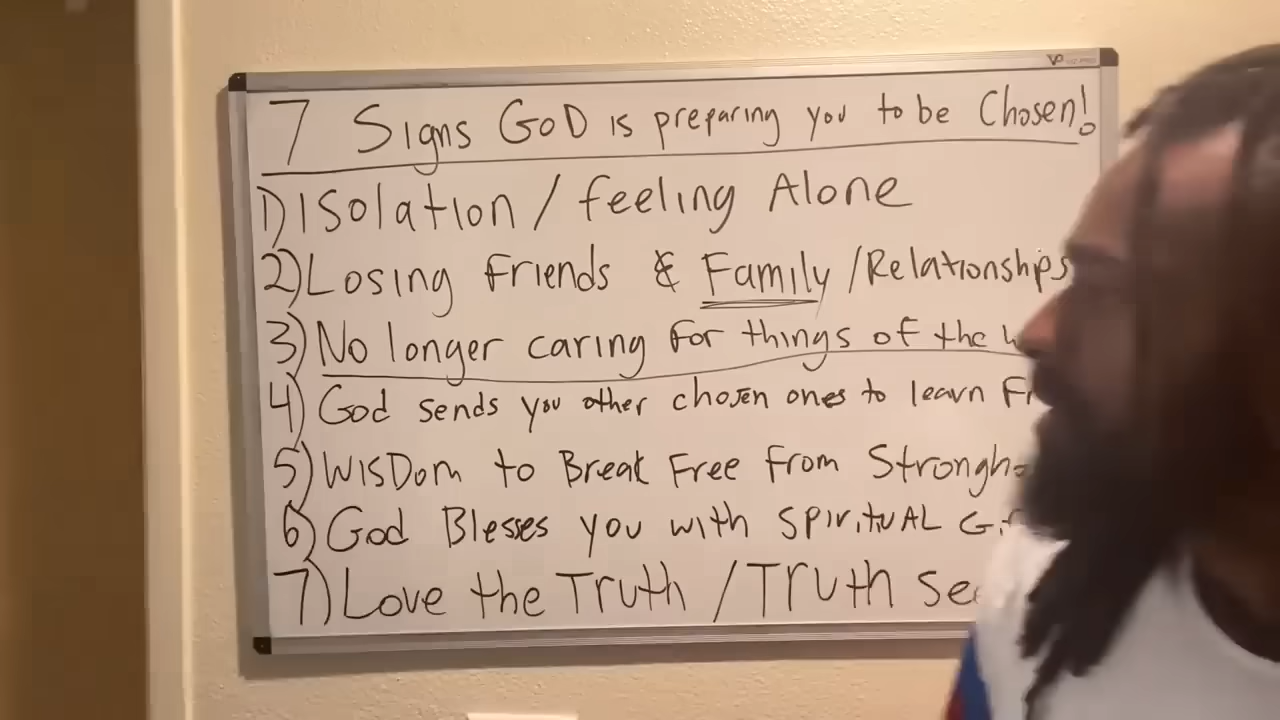 7 Signs GOD is preparing you to be Chosen!
1) Isolation / feeling Alone
2) Losing Friends & Family /Relationships
3) No longer caring for things of the
4) God sends you other chosen ones to learn
5) WisDom to Break Free From
6) God Blesses you with SpirituAL
7) Love the Truth / Truth